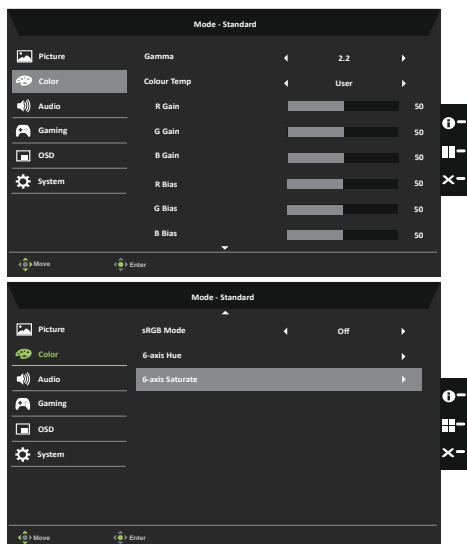 Mode - Standard
Picture Gamma 2.2
Color Colour Temp User
Audio R Gain 50
Gaming G Gain 50
OSD B Gain 50
System R Bias 50
G Bias 50
B Bias 50
Move Enter
Mode - Standard
Picture sRGB Mode Off
Color 6-axis Hue
Audio 6-axis Saturate
Gaming
OSD
System
Move Enter